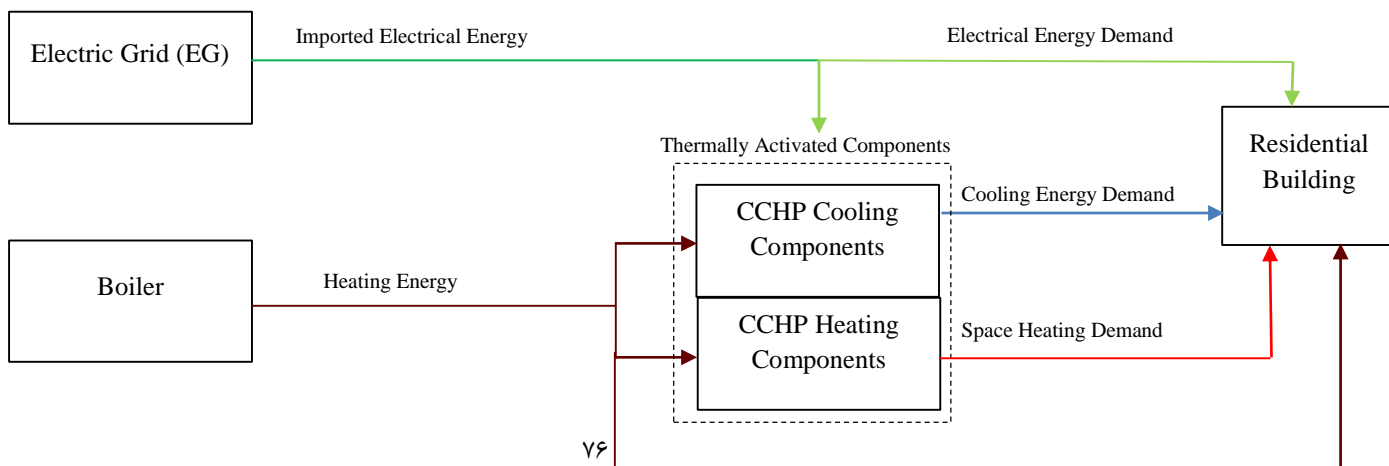 Imported Electrical Energy
Electrical Energy Demand
Electric Grid (EG)
Thermally Activated Components
Residential
Building
CCHP Cooling
Components
Cooling Energy Demand
Boiler
Heating Energy
CCHP Heating
Components
Space Heating Demand
۷۶